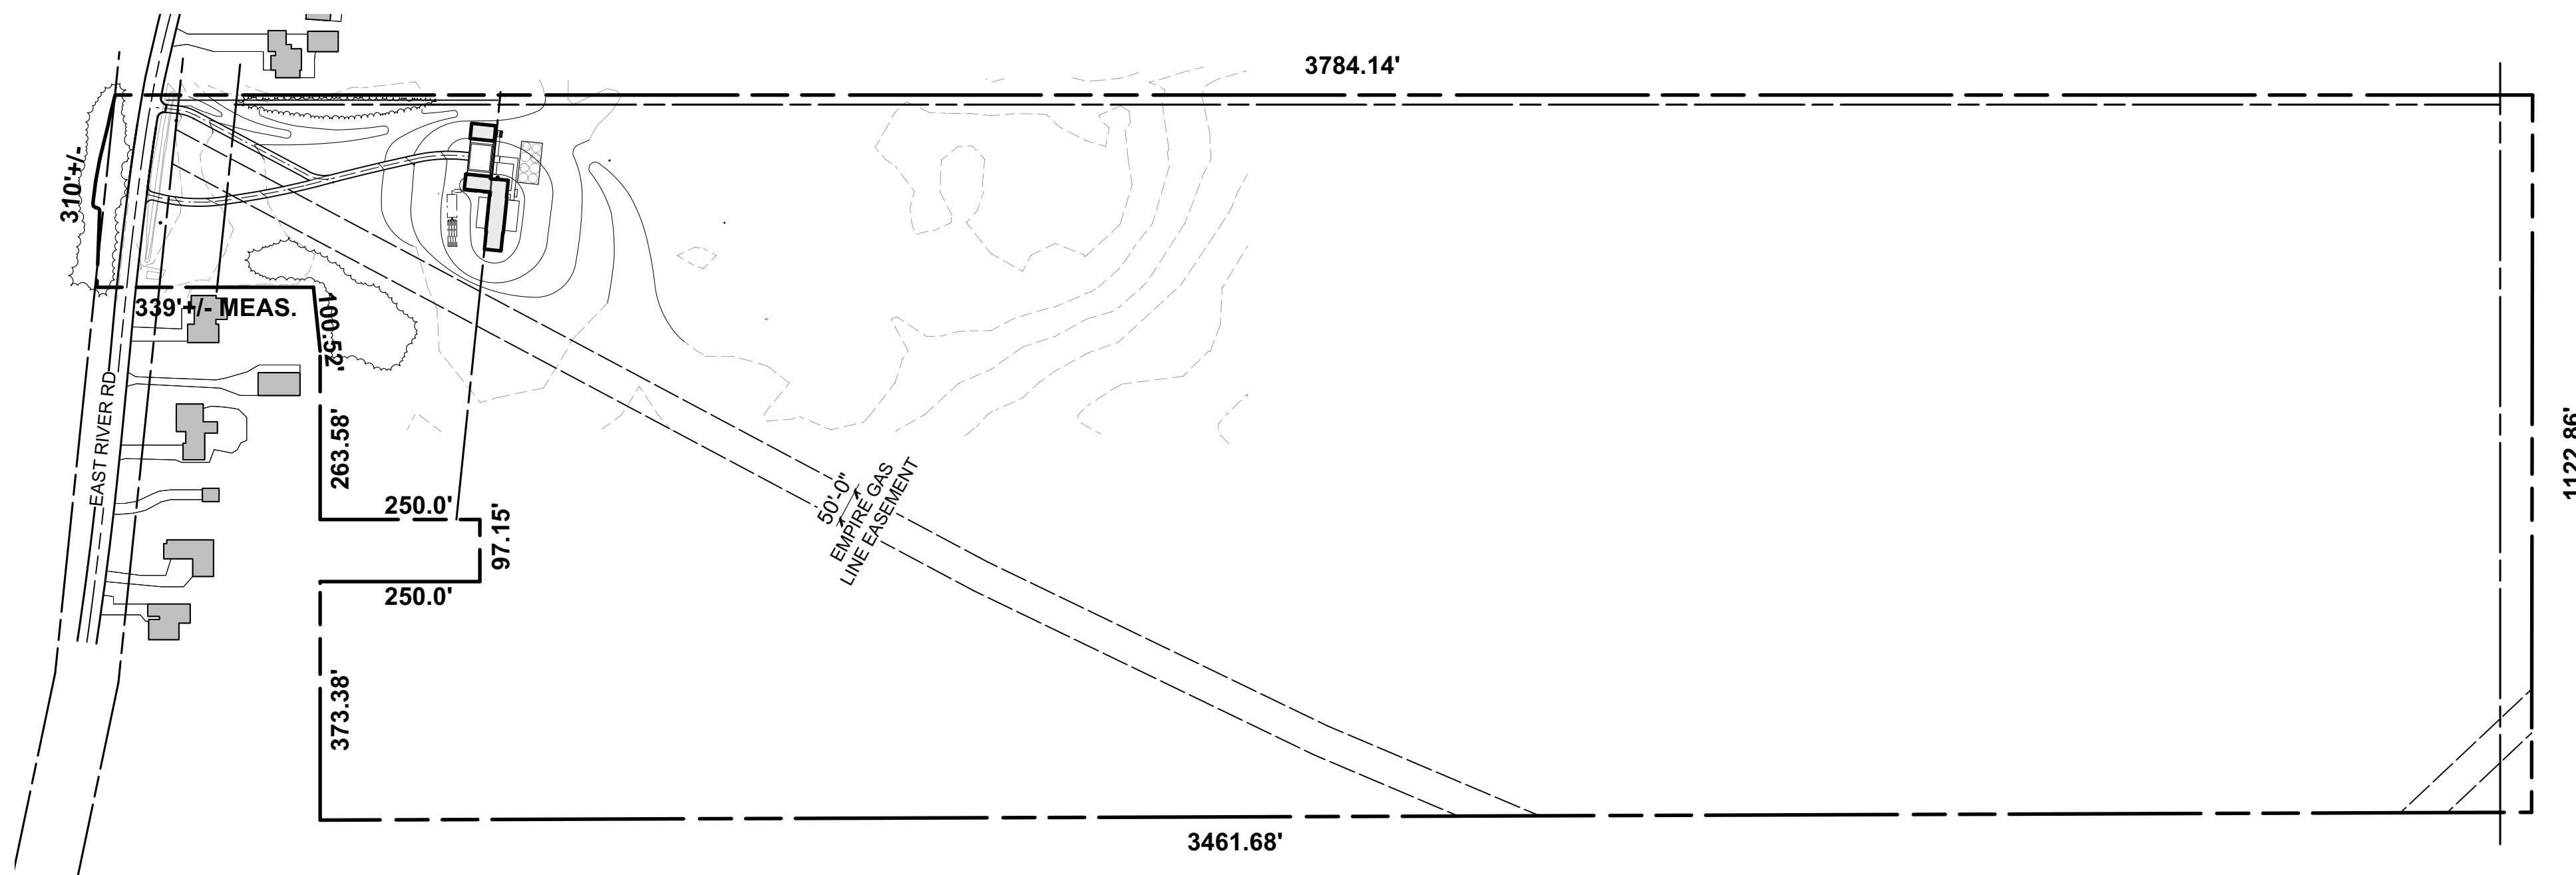 3784.14'
310'+/-
339'+/- MEAS.
100.52'
EAST RIVER RD
263.58'
250.0'
97.15'
250.0'
50'-0"
EMPIRE GAS
LINE EASEMENT
1122.86'
373.38'
3461.68'